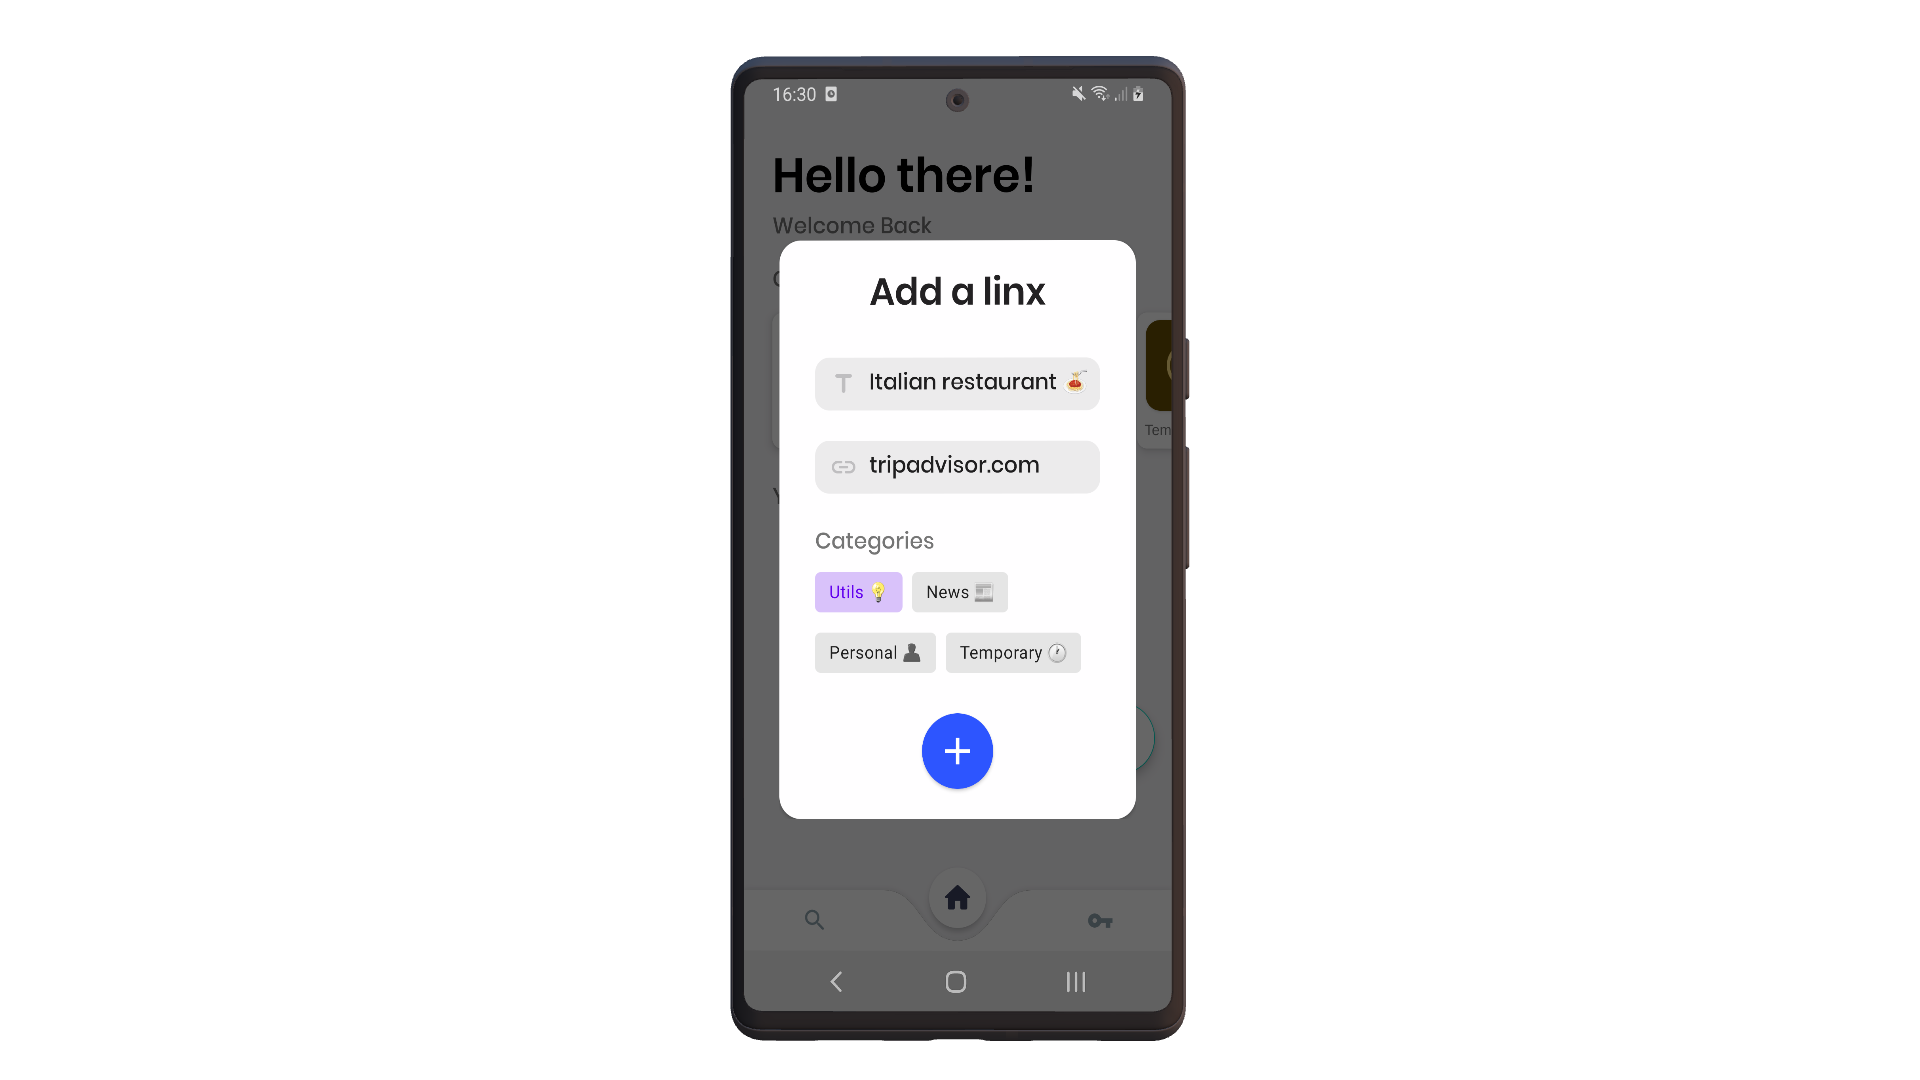 16:30
Hello there!
Welcome Back
Add a linx
Italian restaurant 🍝
tripadvisor.com
Tem
Categories
Utils 💡 News 📰
Personal 👤 Temporary 🕐